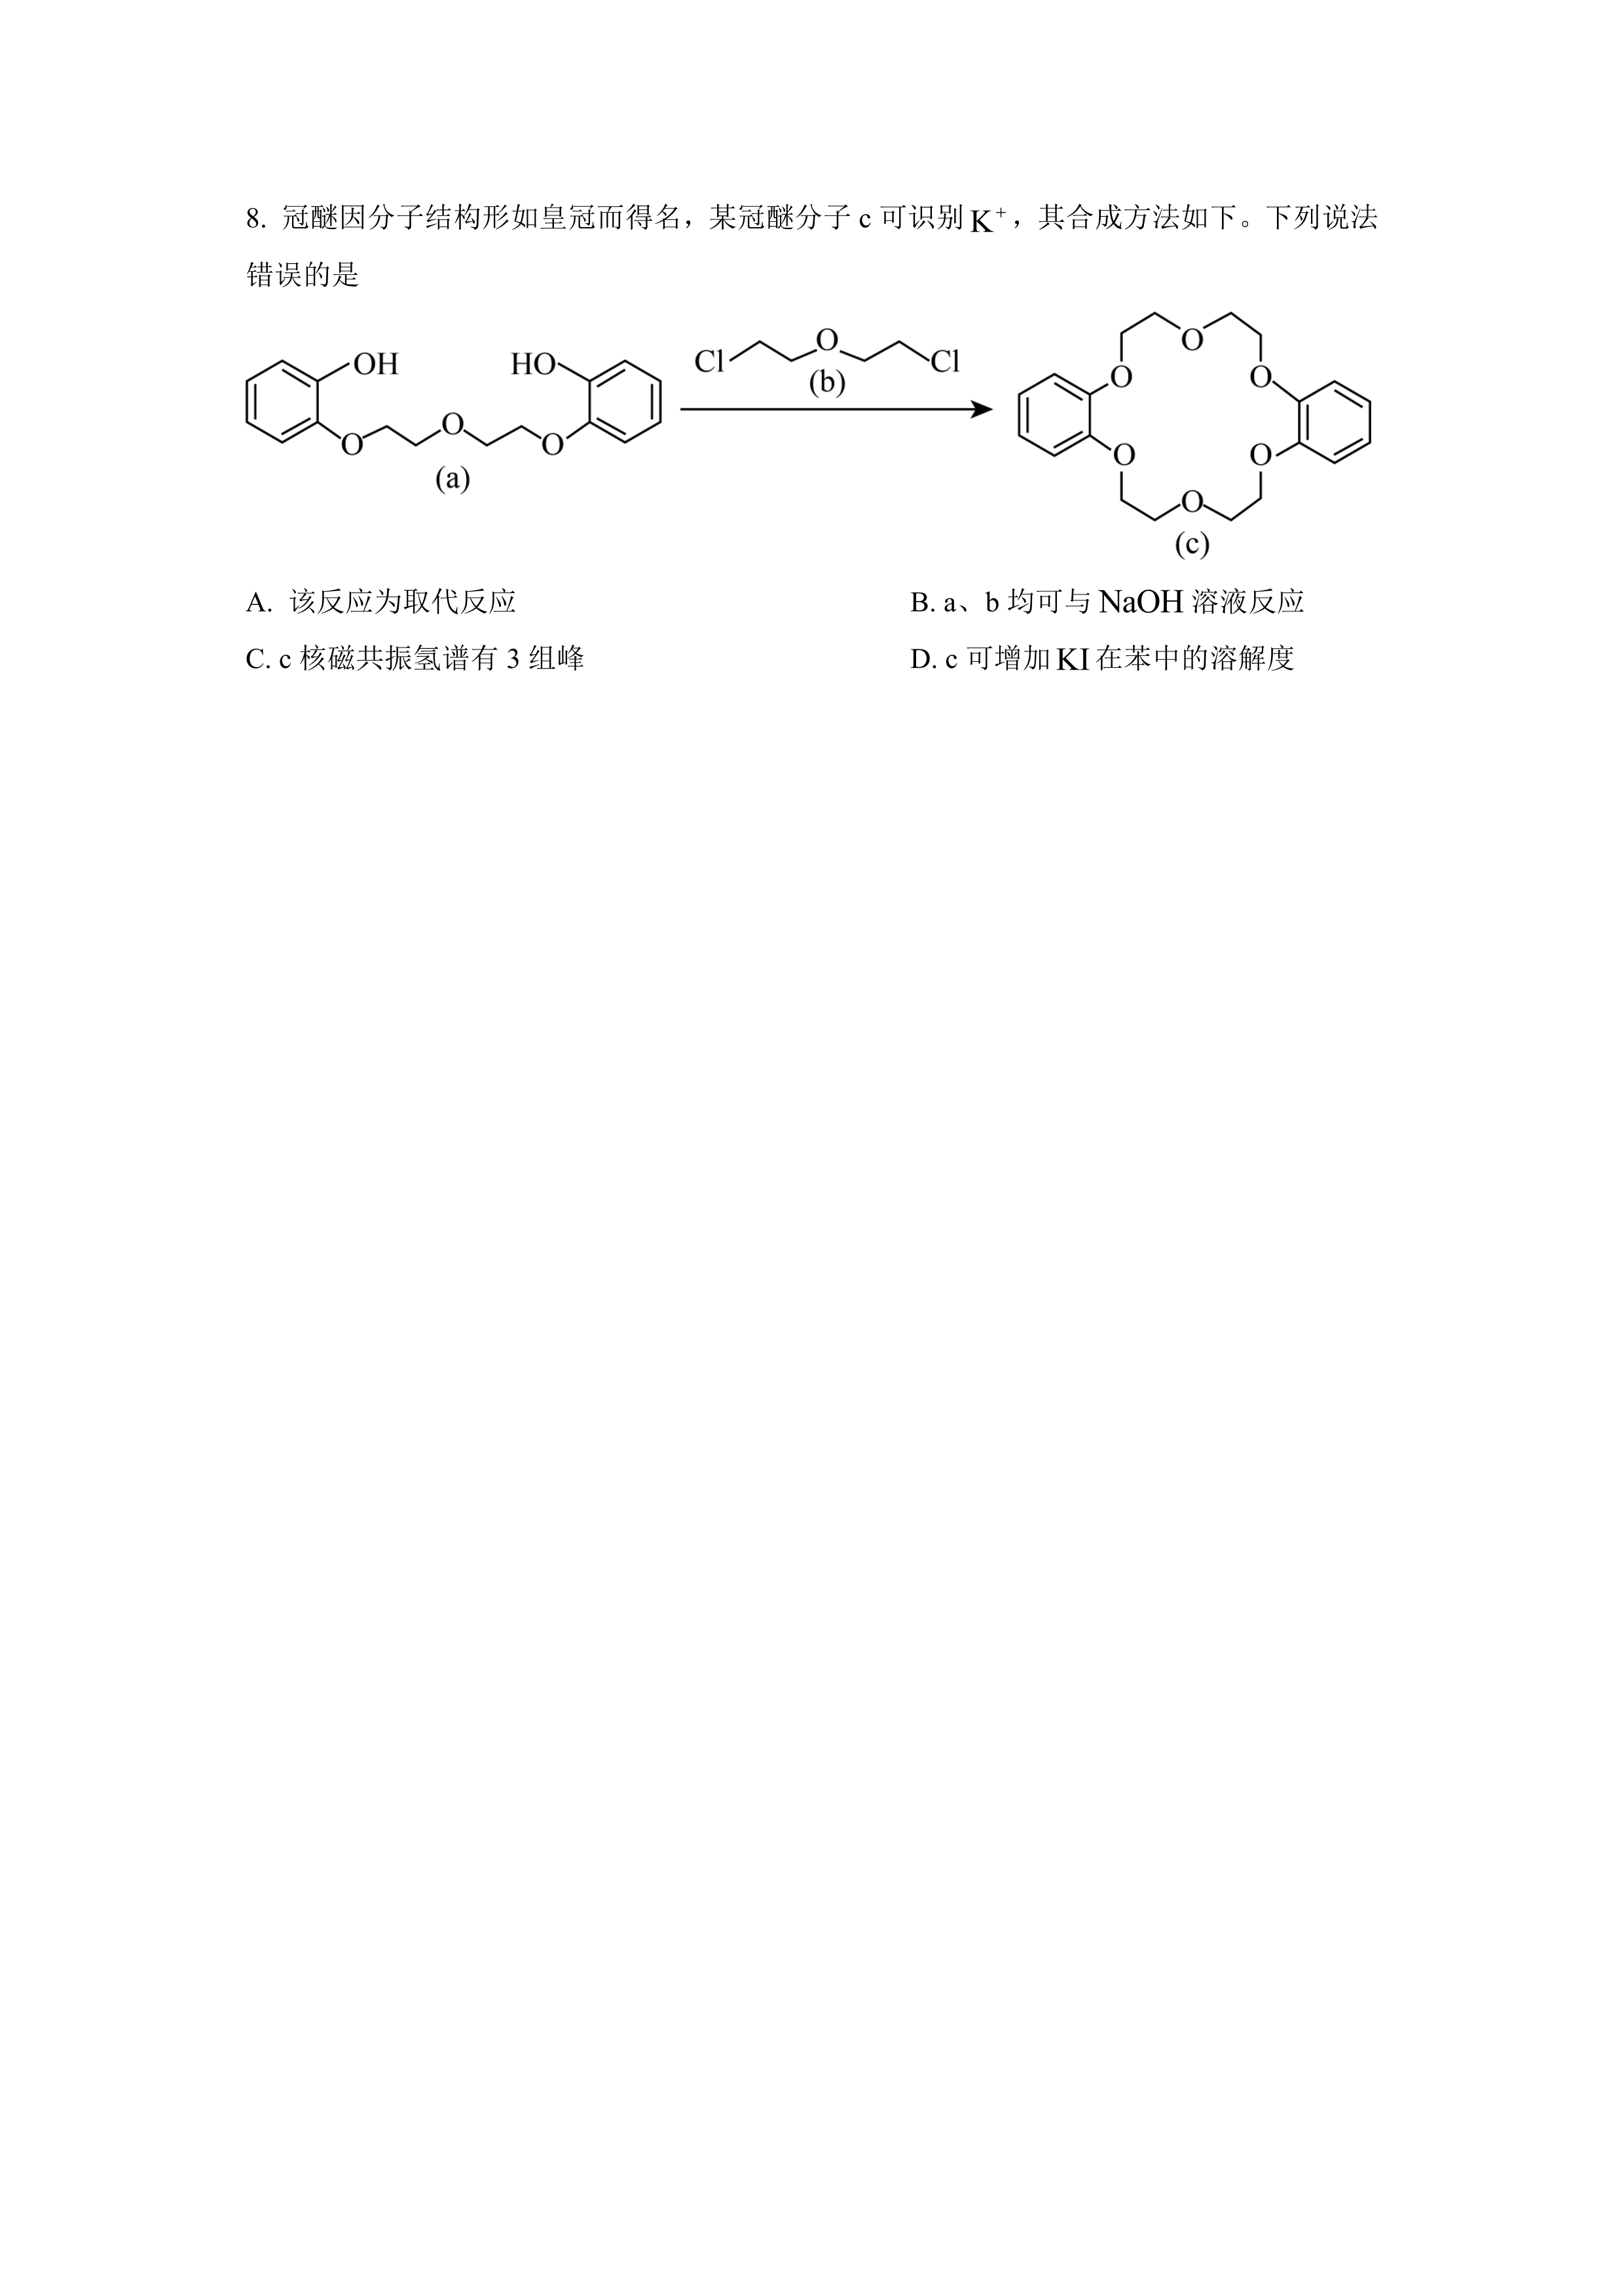 8. 冠醚因分子结构形如皇冠而得名，某冠醚分子 c 可识别 K⁺，其合成方法如下。下列说法
错误的是
OH HO
O O O
(a)
Cl O Cl
(b)
O
O O
O O
O
(c)
A. 该反应为取代反应 B. a、b 均可与 NaOH 溶液反应
C. c 核磁共振氢谱有 3 组峰 D. c 可增加 KI 在苯中的溶解度